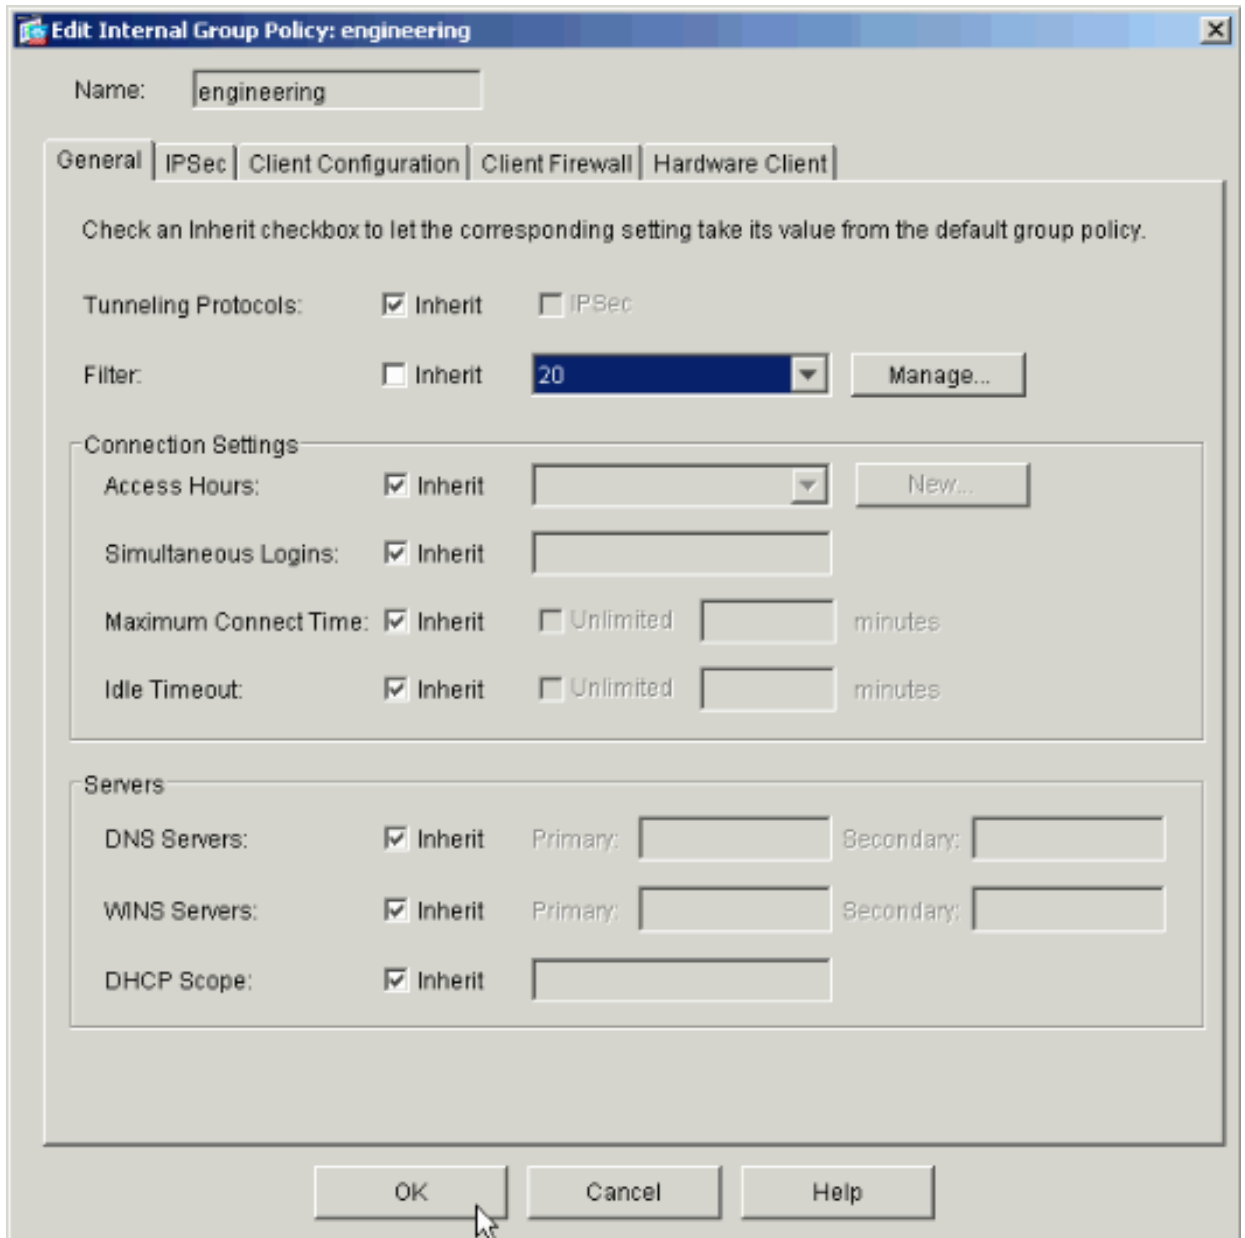 Edit Internal Group Policy: engineering
Name: engineering
General IPSec Client Configuration Client Firewall Hardware Client
Check an Inherit checkbox to let the corresponding setting take its value from the default group policy.
Tunneling Protocols: Inherit IPSec
Filter: Inherit 20 Manage...
Connection Settings
Access Hours: Inherit New...
Simultaneous Logins: Inherit
Maximum Connect Time: Inherit Unlimited minutes
Idle Timeout: Inherit Unlimited minutes
Servers
DNS Servers: Inherit Primary: Secondary:
WINS Servers: Inherit Primary: Secondary:
DHCP Scope: Inherit
OK Cancel Help